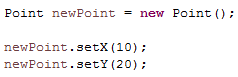 Point newPoint = new Point();
newPoint.setX(10);
newPoint.setY(20);